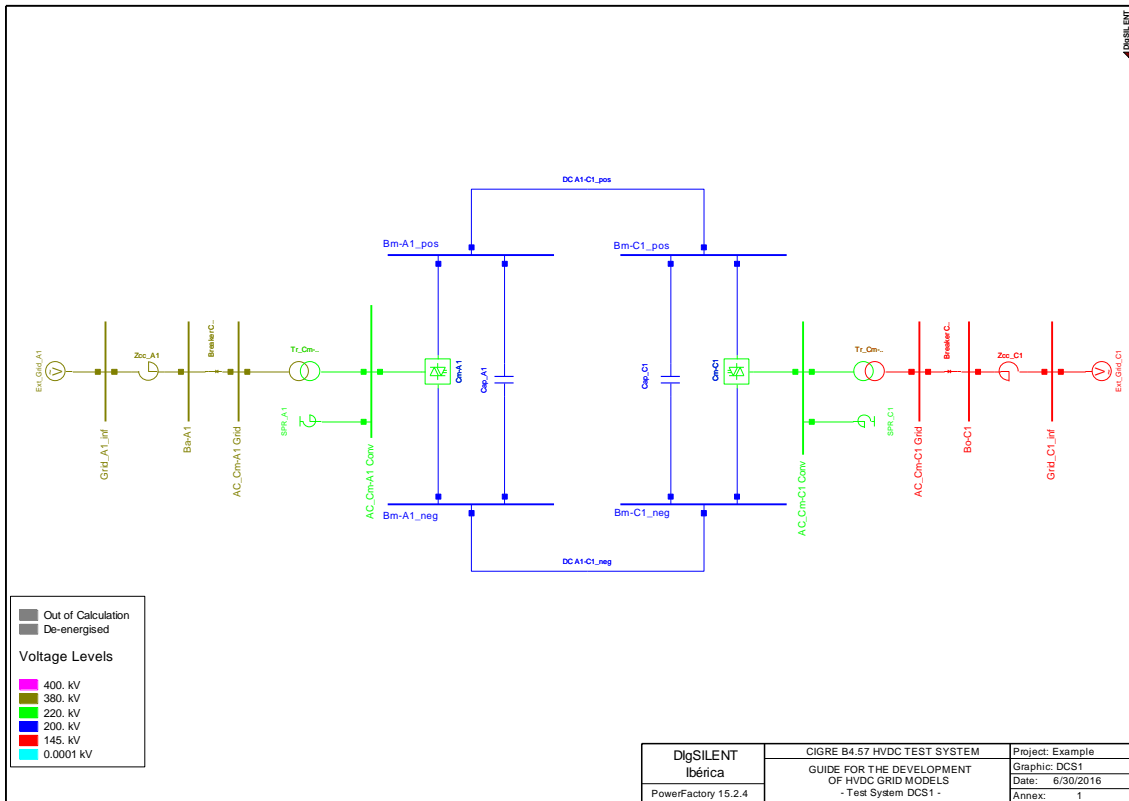 DIgSILENT
DC A1-C1_pos
Bm-A1_pos
Bm-C1_pos
Ext_Grid_A1
Zcc_A1
Breaker C..
Tr_Cm-..
Cm-A1
Cap_A1
Cap_C1
Cm-C1
Tr_Cm-..
Breaker C..
Zcc_C1
Ext_Grid_C1
SPR_A1
SPR_C1
Grid_A1_inf
Ba-A1
AC_Cm-A1 Grid
AC_Cm-A1 Conv
AC_Cm-C1 Conv
AC_Cm-C1 Grid
Bo-C1
Grid_C1_inf
Bm-A1_neg
Bm-C1_neg
DC A1-C1_neg
Out of Calculation
De-energised
Voltage Levels
400. kV
380. kV
220. kV
200. kV
145. kV
0.0001 kV
DIgSILENT
Ibérica
PowerFactory 15.2.4
CIGRE B4.57 HVDC TEST SYSTEM
GUIDE FOR THE DEVELOPMENT
OF HVDC GRID MODELS
- Test System DCS1 -
Project: Example
Graphic: DCS1
Date: 6/30/2016
Annex: 1